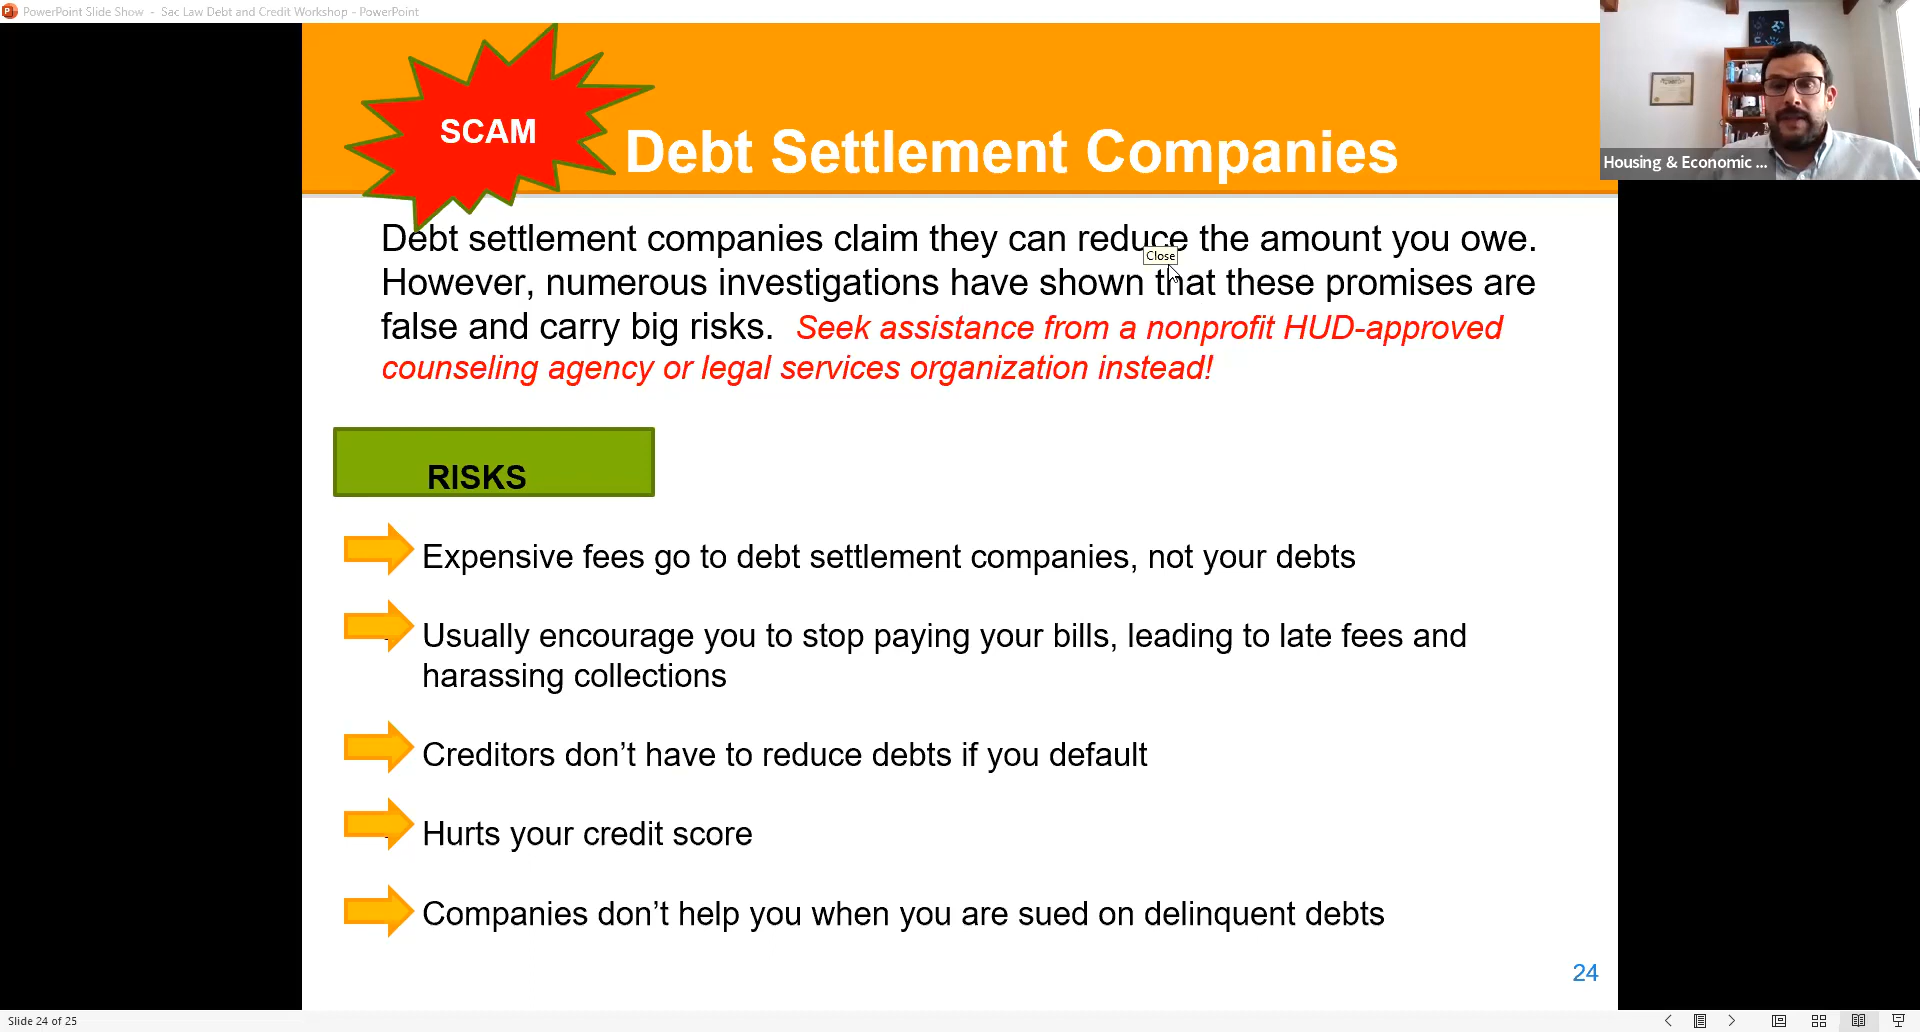 PowerPoint Slide Show - Sac Law Debt and Credit Workshop - PowerPoint
SCAM
Debt Settlement Companies
Housing & Economic ...
Debt settlement companies claim they can reduce the amount you owe.
Close
However, numerous investigations have shown that these promises are
false and carry big risks. Seek assistance from a nonprofit HUD-approved
counseling agency or legal services organization instead!
RISKS
Expensive fees go to debt settlement companies, not your debts
Usually encourage you to stop paying your bills, leading to late fees and
harassing collections
Creditors don’t have to reduce debts if you default
Hurts your credit score
Companies don’t help you when you are sued on delinquent debts
24
Slide 24 of 25